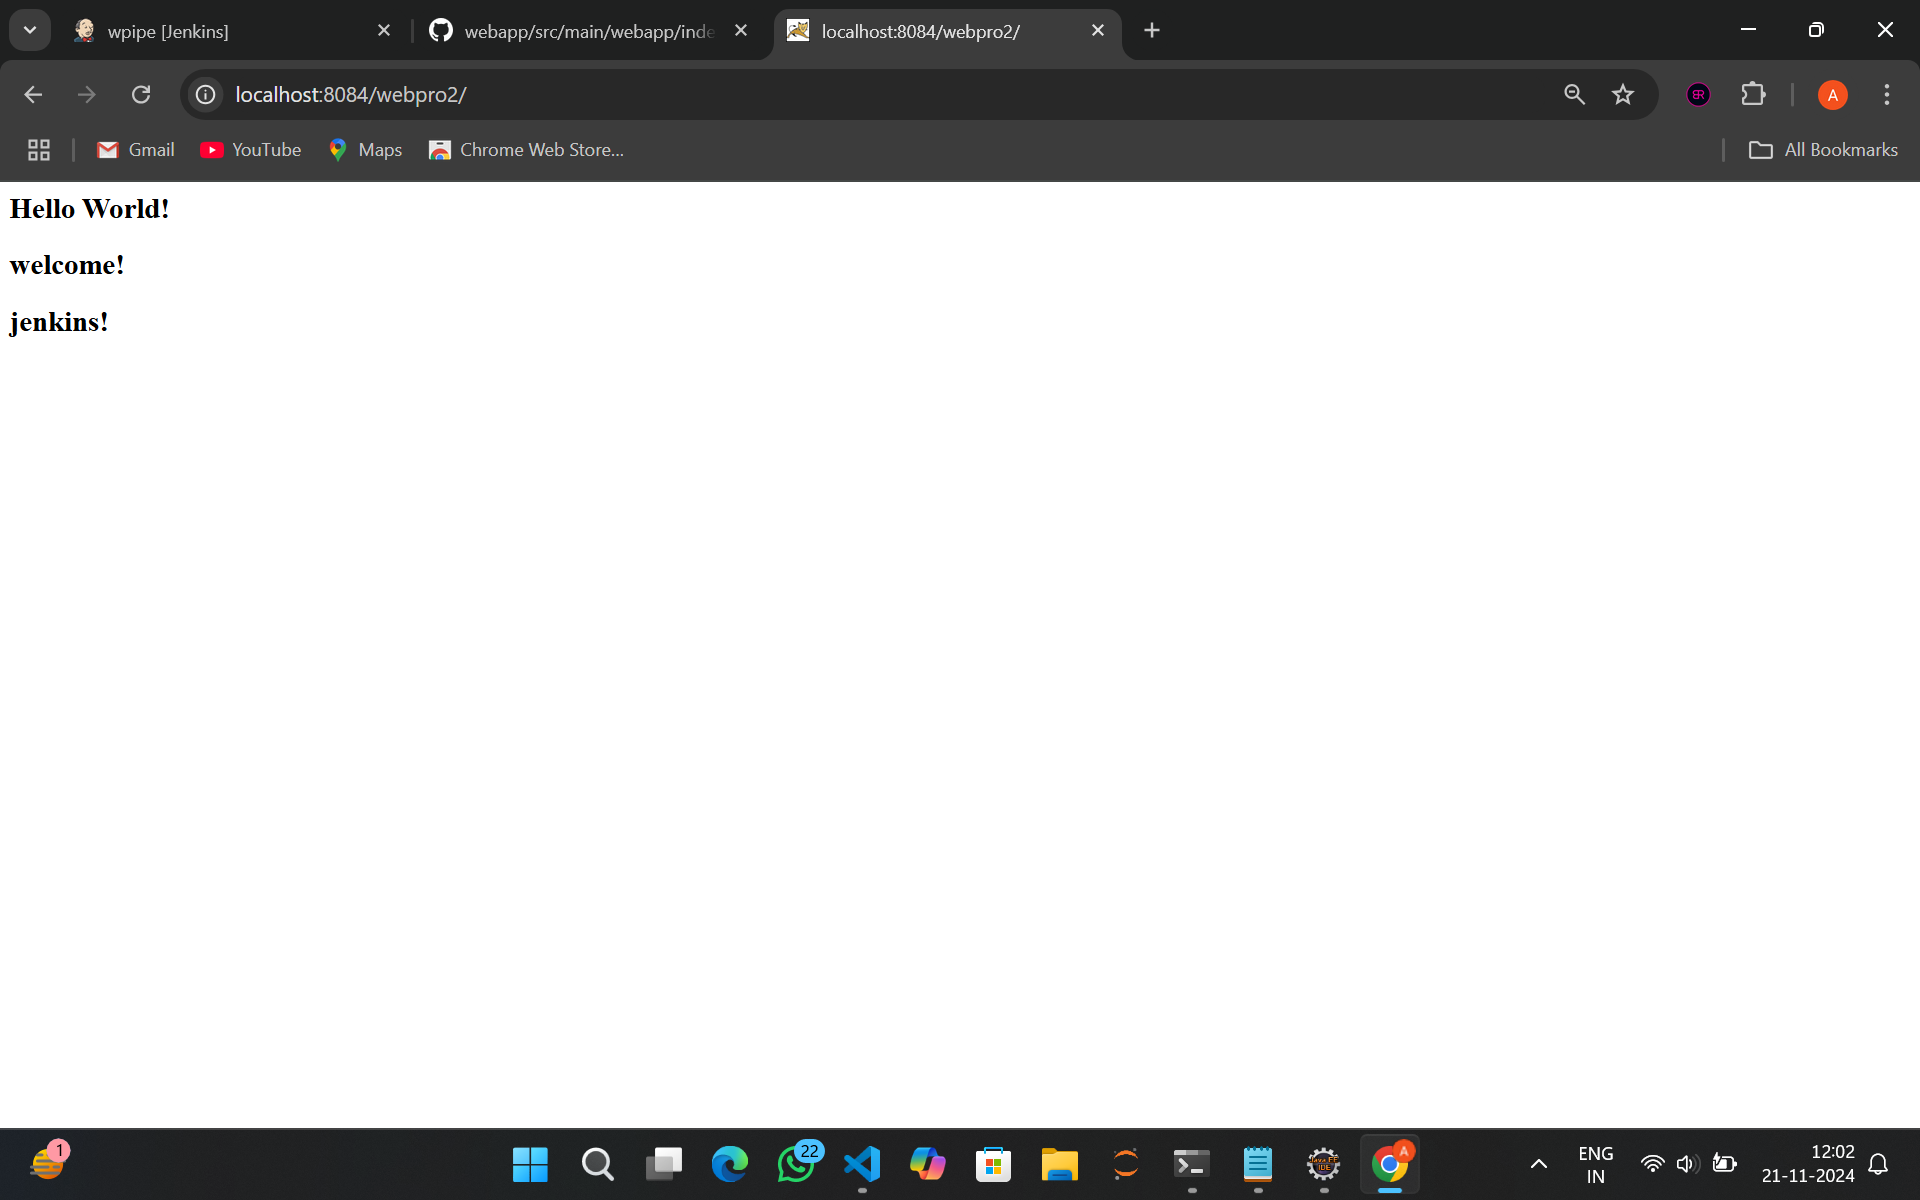 wpipe [Jenkins]
webapp/src/main/webapp/inde
localhost:8084/webpro2/
localhost:8084/webpro2/
A
Gmail
YouTube
Maps
Chrome Web Store...
All Bookmarks
Hello World!
welcome!
jenkins!
1
22
A
ENG
IN
12:02
21-11-2024